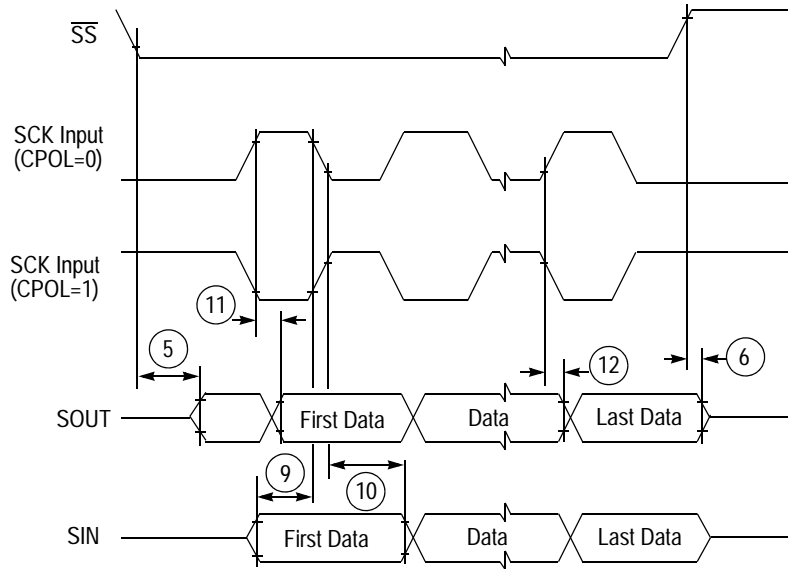 SS
SCK Input
(CPOL=0)
SCK Input
(CPOL=1)
11
5
12
6
SOUT
First Data
Data
Last Data
9
10
SIN
First Data
Data
Last Data